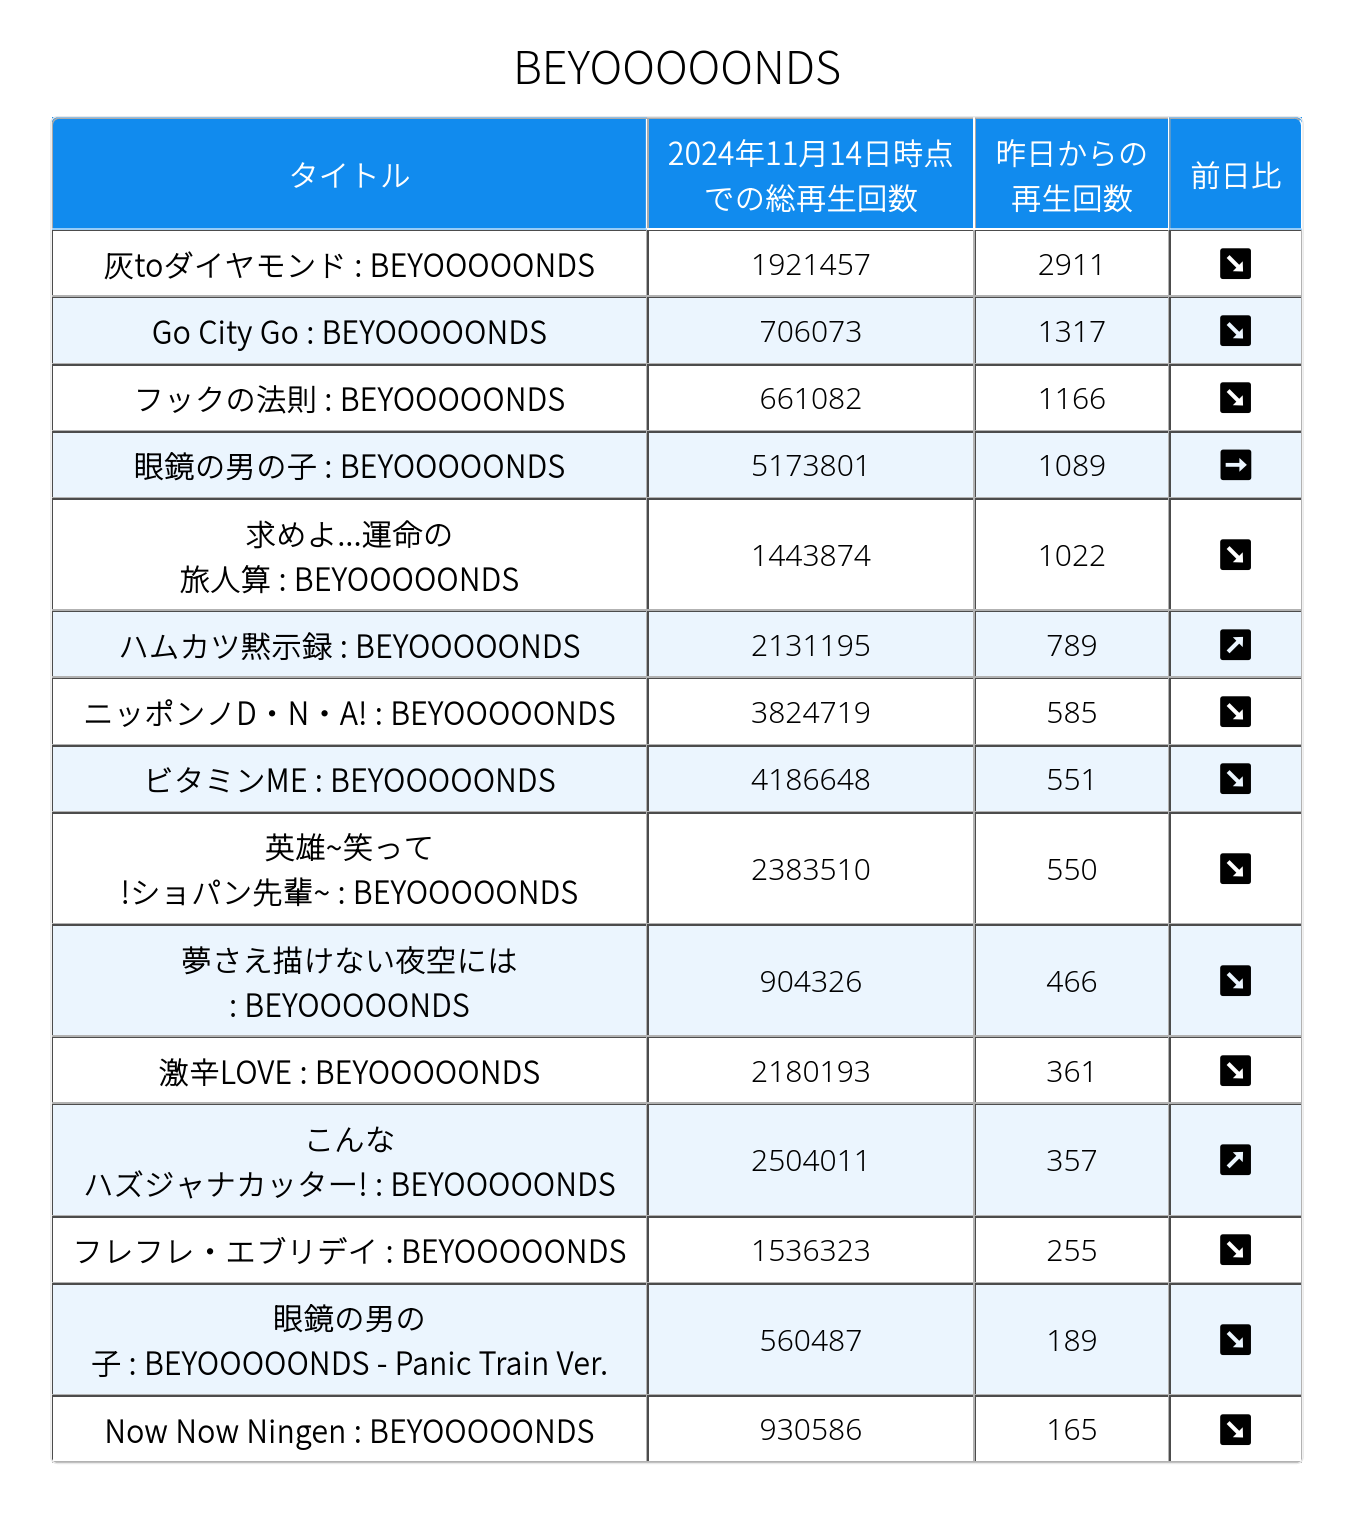 BEYOOOOONDS
タイトル
2024年11月14日時点
での総再生回数
昨日からの
再生回数
前日比
灰toダイヤモンド : BEYOOOOONDS
1921457
2911
Go City Go : BEYOOOOONDS
706073
1317
フックの法則 : BEYOOOOONDS
661082
1166
眼鏡の男の子 : BEYOOOOONDS
5173801
1089
求めよ...運命の
旅人算 : BEYOOOOONDS
1443874
1022
ハムカツ黙示録 : BEYOOOOONDS
2131195
789
ニッポンノD・N・A! : BEYOOOOONDS
3824719
585
ビタミンME : BEYOOOOONDS
4186648
551
英雄~笑って
!ショパン先輩~ : BEYOOOOONDS
2383510
550
夢さえ描けない夜空には
: BEYOOOOONDS
904326
466
激辛LOVE : BEYOOOOONDS
2180193
361
こんな
ハズジャナカッター! : BEYOOOOONDS
2504011
357
フレフレ・エブリデイ : BEYOOOOONDS
1536323
255
眼鏡の男の
子 : BEYOOOOONDS - Panic Train Ver.
560487
189
Now Now Ningen : BEYOOOOONDS
930586
165